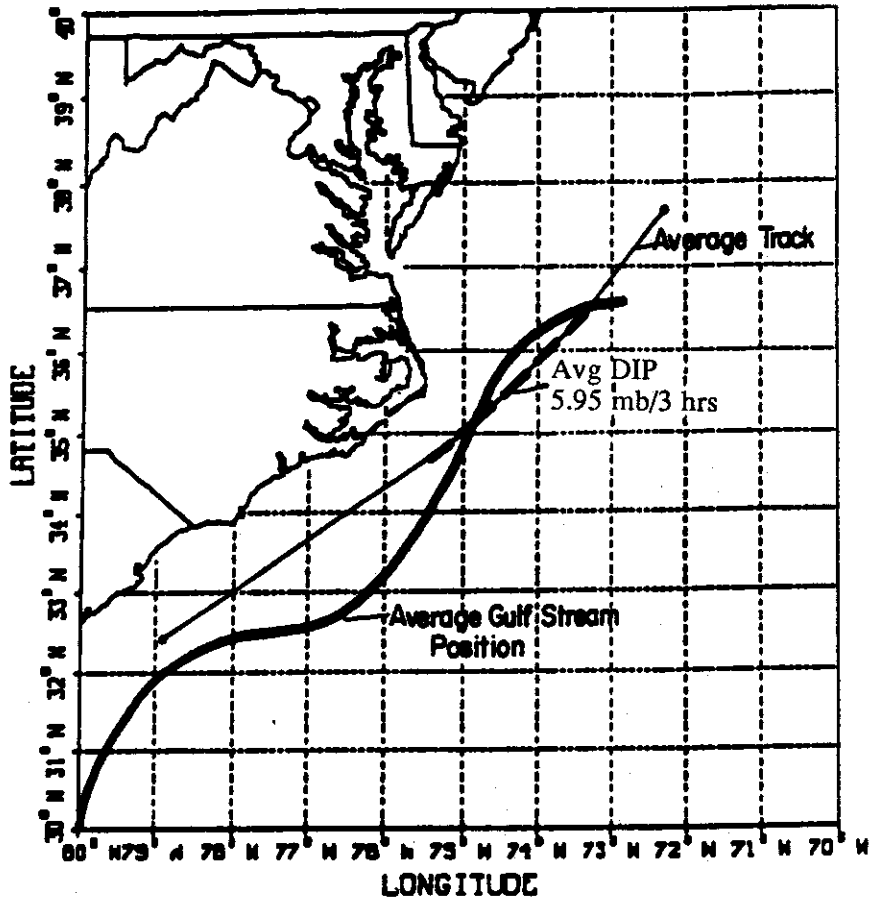 40° N
39° N
38° N
37° N
36° N
35° N
34° N
33° N
32° N
31° N
30° N
LATITUDE
Average Track
Avg DIP
5.95 mb/3 hrs
Average Gulf Stream
Position
80° W 79° W 78° W 77° W 76° W 75° W 74° W 73° W 72° W 71° W 70° W
LONGITUDE